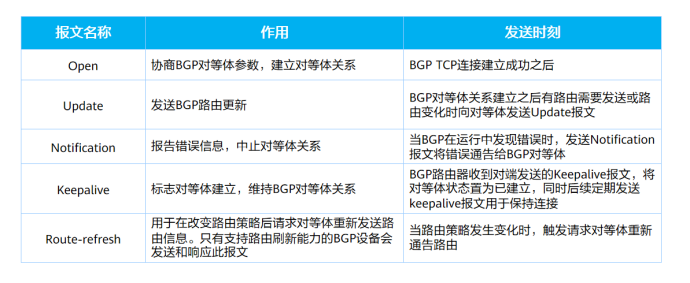 报文名称 作用 发送时刻
Open 协商BGP对等体参数，建立对等体关系 BGP TCP连接建立成功之后
Update 发送BGP路由更新 BGP对等体关系建立之后有路由需要发送或路
由变化时向对等体发送Update报文
Notification 报告错误信息，中止对等体关系 当BGP在运行中发现错误时，发送Notification
报文将错误通告给BGP对等体
Keepalive 标志对等体建立，维持BGP对等体关系 BGP路由器收到对端发送的Keepalive报文，将
对等体状态置为已建立，同时后续定期发送
keepalive报文用于保持连接
Route-refresh 用于在改变路由策略后请求对等体重新发送路
由信息。只有支持路由刷新能力的BGP设备会
发送和响应此报文
当路由策略发生变化时，触发请求对等体重新
通告路由